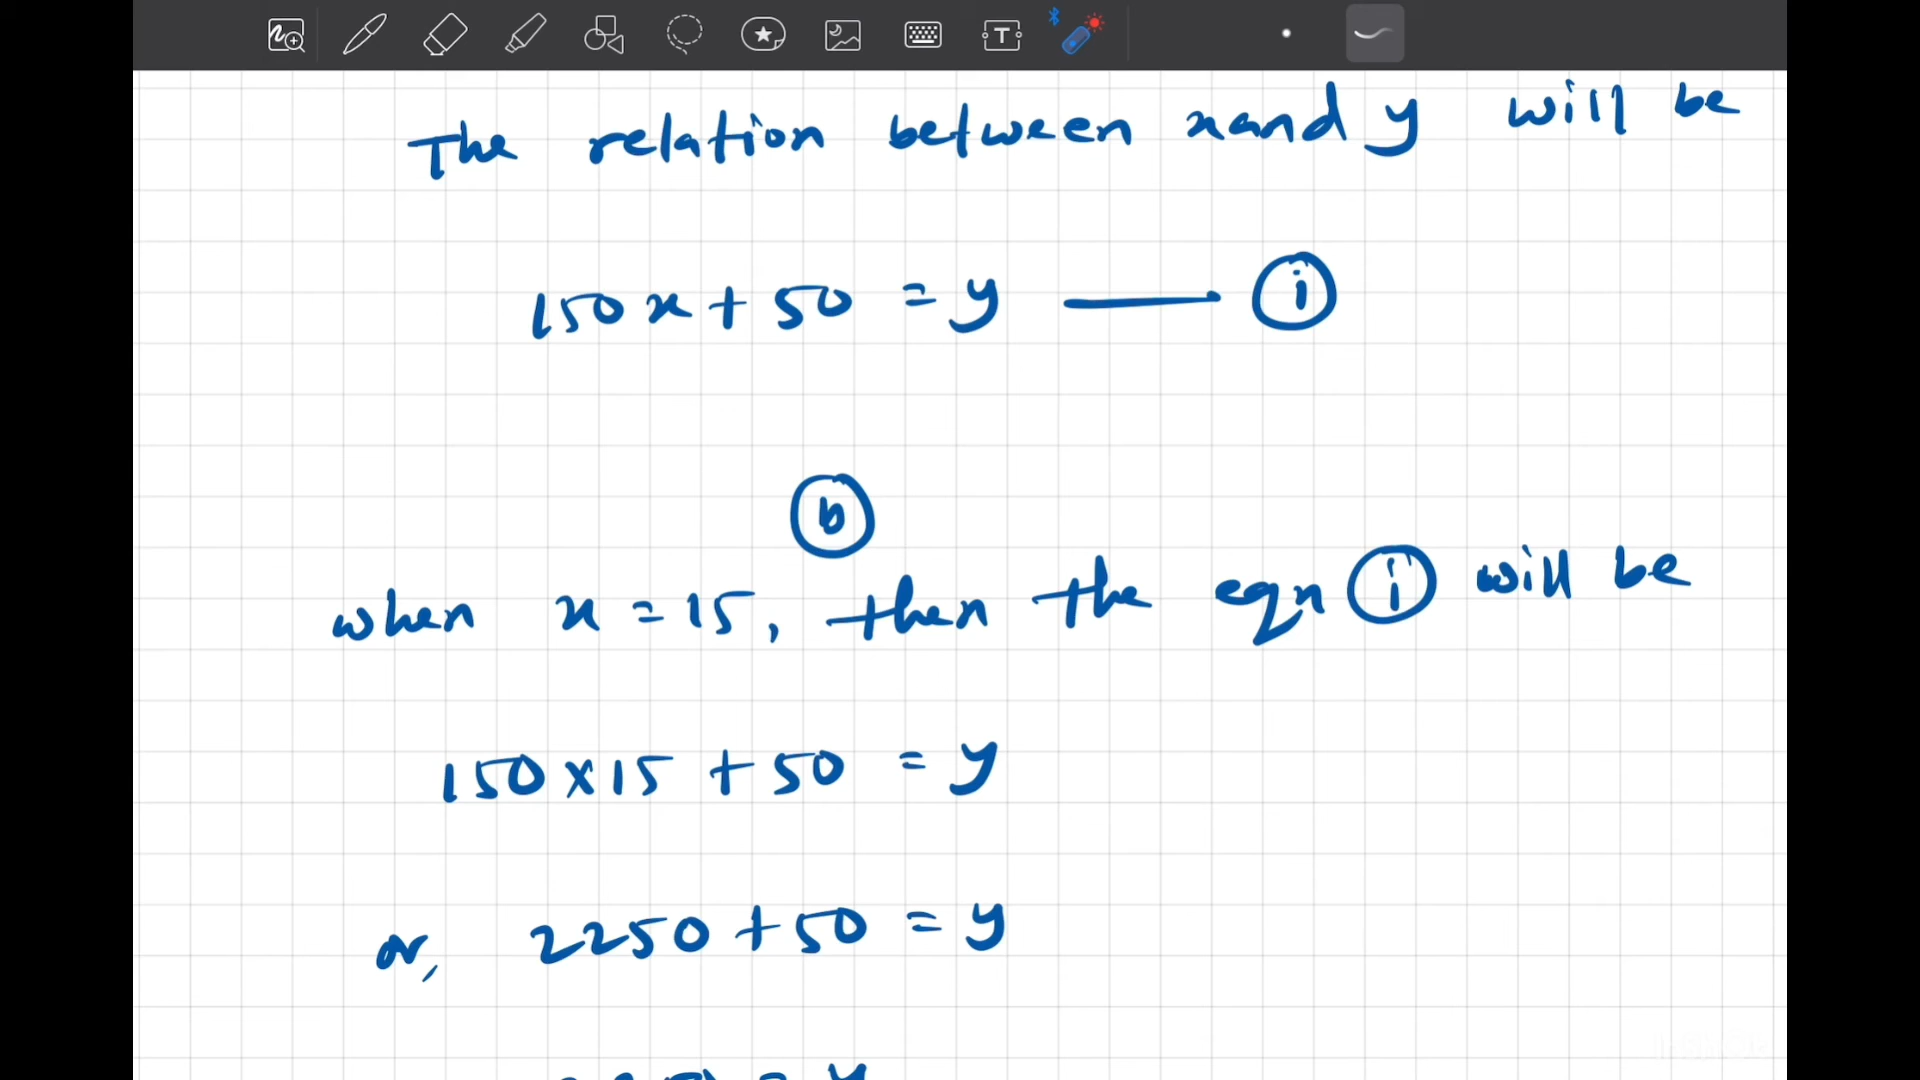 The relation between x and y will be
150x + 50 = y — i
b
when x = 15, then the eqn i will be
150 × 15 + 50 = y
or, 2250 + 50 = y